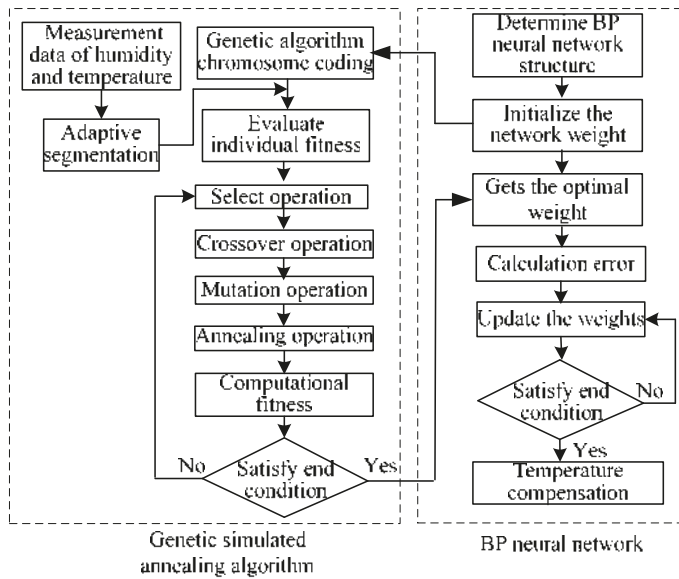 Measurement
data of humidity
and temperature
Adaptive
segmentation
Genetic algorithm
chromosome coding
Evaluate
individual fitness
Select operation
Crossover operation
Mutation operation
Annealing operation
Computational
fitness
No
Satisfy end
condition
Yes
Genetic simulated
annealing algorithm
Determine BP
neural network
structure
Initialize the
network weight
Gets the optimal
weight
Calculation error
Update the weights
Satisfy end
condition
No
Yes
Temperature
compensation
BP neural network